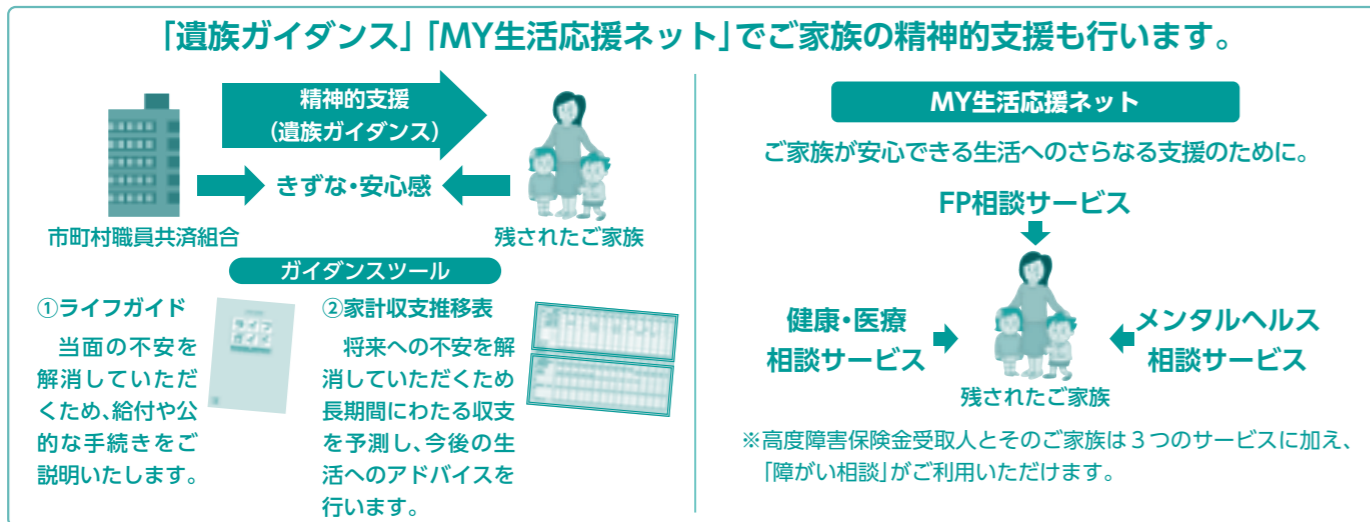 「遺族ガイダンス」「MY生活応援ネット」でご家族の精神的支援も行います。
精神的支援
(遺族ガイダンス)
きずな・安心感
市町村職員共済組合
残されたご家族
ガイダンスツール
①ライフガイド
当面の不安を
解消していただ
くため、給付や公
的な手続きをご
説明いたします。
②家計収支推移表
将来への不安を解
消していただくため
長期間にわたる収支
を予測し、今後の生
活へのアドバイスを
行います。
MY生活応援ネット
ご家族が安心できる生活へのさらなる支援のために。
FP相談サービス
健康・医療
相談サービス
メンタルヘルス
相談サービス
残されたご家族
※高度障害保険金受取人とそのご家族は3つのサービスに加え、
「障がい相談」がご利用いただけます。